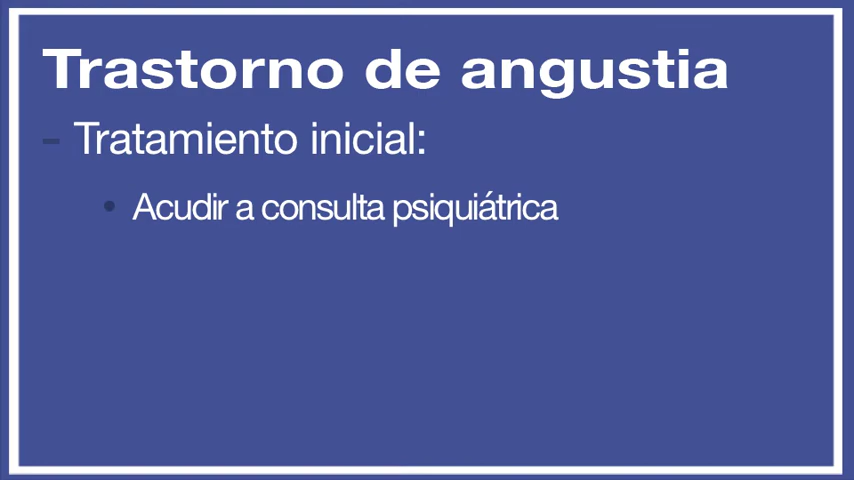 Trastorno de angustia
- Tratamiento inicial:
• Acudir a consulta psiquiátrica